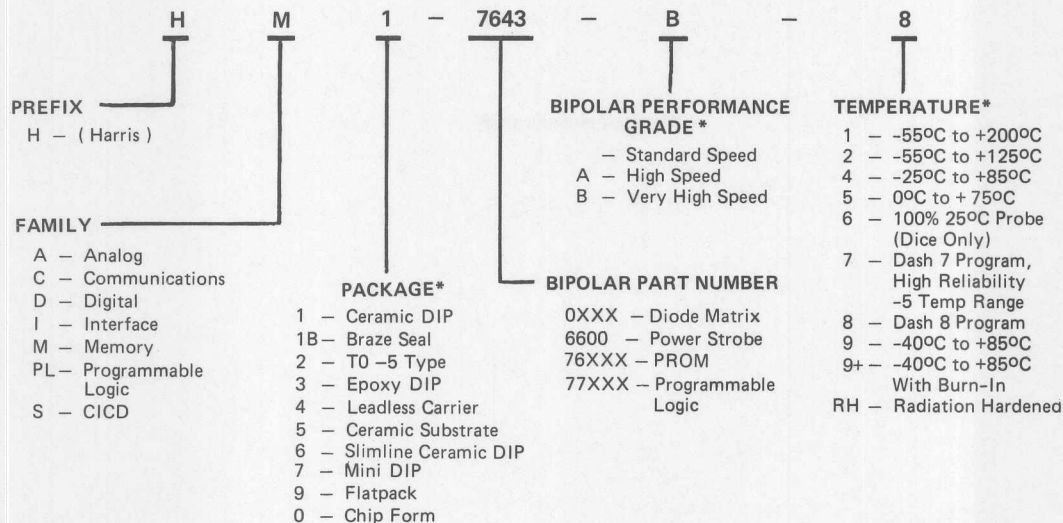 H M 1 – 7643 – B – 8
PREFIX
H – ( Harris )
FAMILY
A – Analog
C – Communications
D – Digital
I – Interface
M – Memory
PL – Programmable
Logic
S – CICD
PACKAGE*
1 – Ceramic DIP
1B – Braze Seal
2 – T0 –5 Type
3 – Epoxy DIP
4 – Leadless Carrier
5 – Ceramic Substrate
6 – Slimline Ceramic DIP
7 – Mini DIP
9 – Flatpack
0 – Chip Form
BIPOLAR PERFORMANCE
GRADE*
– Standard Speed
A – High Speed
B – Very High Speed
BIPOLAR PART NUMBER
0XXX – Diode Matrix
6600 – Power Strobe
76XXX – PROM
77XXX – Programmable
Logic
TEMPERATURE*
1 – -55ºC to +200ºC
2 – -55ºC to +125ºC
4 – -25ºC to +85ºC
5 – 0ºC to + 75ºC
6 – 100% 25ºC Probe
(Dice Only)
7 – Dash 7 Program,
High Reliability
-5 Temp Range
8 – Dash 8 Program
9 – -40ºC to +85ºC
9+ – -40ºC to +85ºC
With Burn-In
RH – Radiation Hardened